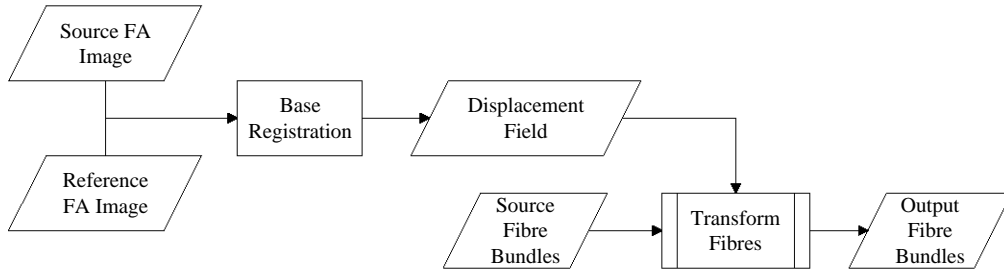 Source FA
Image
Base
Registration
Displacement
Field
Reference
FA Image
Source
Fibre
Bundles
Transform
Fibres
Output
Fibre
Bundles